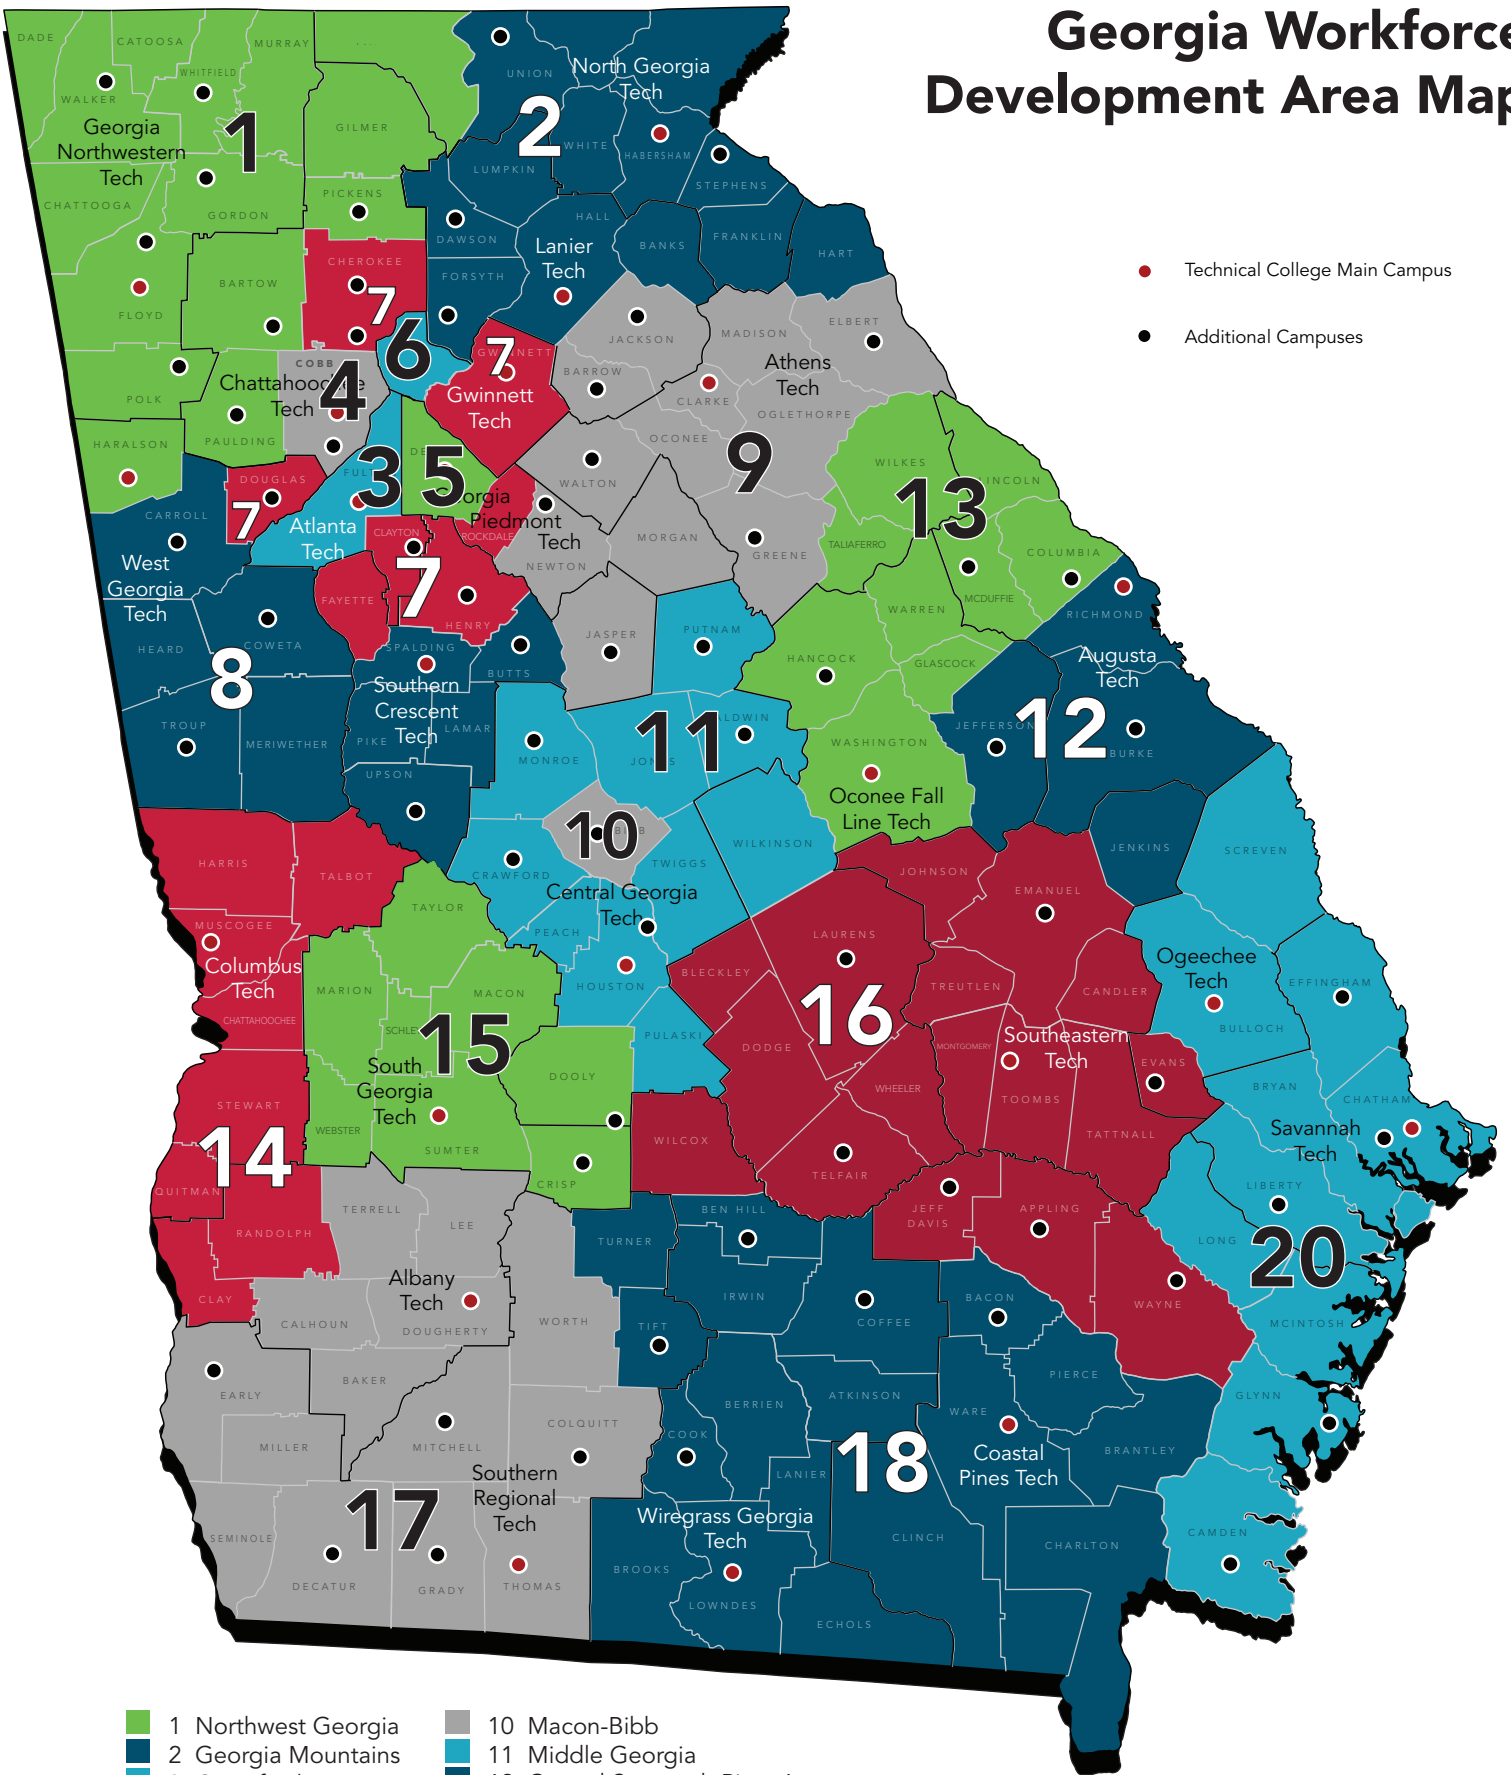 Georgia Workforce
Development Area Map
Technical College Main Campus
Additional Campuses
DADE
CATOOSA
MURRAY
WHITFIELD
WALKER
Georgia
Northwestern
Tech
1
GILMER
CHATTOOGA
GORDON
PICKENS
FLOYD
BARTOW
CHEROKEE
7
POLK
PAULDING
HARALSON
UNION
North Georgia
Tech
2
WHITE
HABERSHAM
LUMPKIN
STEPHENS
DAWSON
HALL
BANKS
FRANKLIN
HART
FORSYTH
Lanier
Tech
6
COBB
Chattahoochee
Tech
4
7
GWINNETT
Gwinnett
Tech
JACKSON
MADISON
ELBERT
BARROW
CLARKE
Athens
Tech
OGLETHORPE
OCONEE
9
WALTON
MORGAN
GREENE
NEWTON
JASPER
DOUGLAS
7
3
Atlanta
Tech
5
Georgia
Piedmont
Tech
CLAYTON
ROCKDALE
7
FAYETTE
HENRY
WILKES
LINCOLN
13
TALIAFERRO
COLUMBIA
MCDUFFIE
WARREN
HANCOCK
GLASCOCK
WASHINGTON
Oconee Fall
Line Tech
RICHMOND
Augusta
Tech
12
JEFFERSON
BURKE
JENKINS
SCREVEN
CARROLL
West
Georgia
Tech
HEARD
COWETA
8
TROUP
MERIWETHER
SPALDING
BUTTS
Southern
Crescent
Tech
PIKE
LAMAR
UPSON
PUTNAM
11
BALDWIN
MONROE
JONES
10
BIBB
CRAWFORD
TWIGGS
WILKINSON
Central Georgia
Tech
PEACH
HOUSTON
PULASKI
HARRIS
TALBOT
MUSCOGEE
Columbus
Tech
CHATTAHOOCHEE
STEWART
14
QUITMAN
RANDOLPH
CLAY
TAYLOR
MARION
MACON
15
South
Georgia
Tech
DOOLY
WEBSTER
SUMTER
CRISP
JOHNSON
EMANUEL
LAURENS
BLECKLEY
16
TREUTLEN
CANDLER
DODGE
MONTGOMERY
Southeastern
Tech
EVANS
WHEELER
TOOMBS
TATTNALL
WILCOX
TELFAIR
JEFF
DAVIS
APPLING
WAYNE
Ogeechee
Tech
BULLOCH
EFFINGHAM
BRYAN
CHATHAM
Savannah
Tech
LIBERTY
LONG
20
MCINTOSH
GLYNN
CAMDEN
TERRELL
LEE
Albany
Tech
CALHOUN
DOUGHERTY
WORTH
EARLY
BAKER
MILLER
MITCHELL
COLQUITT
17
Southern
Regional
Tech
SEMINOLE
DECATUR
GRADY
THOMAS
TURNER
BEN HILL
IRWIN
TIFT
COFFEE
BACON
PIERCE
BERRIEN
ATKINSON
WARE
COOK
LANIER
18
Coastal
Pines Tech
BRANTLEY
Wiregrass Georgia
Tech
CLINCH
CHARLTON
BROOKS
LOWNDES
ECHOLS
1 Northwest Georgia
2 Georgia Mountains
10 Macon-Bibb
11 Middle Georgia